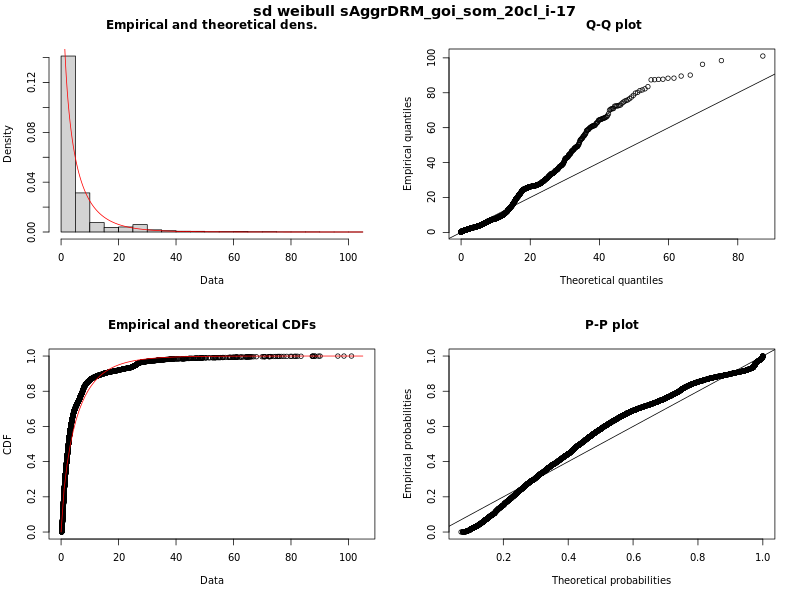 sd weibull sAggrDRM_goi_som_20cl_i-17
Empirical and theoretical dens.
Density
0.00 0.04 0.08 0.12
0 20 40 60 80 100
Data
Q-Q plot
Empirical quantiles
0 20 40 60 80 100
0 20 40 60 80
Theoretical quantiles
Empirical and theoretical CDFs
CDF
0.0 0.2 0.4 0.6 0.8 1.0
0 20 40 60 80 100
Data
P-P plot
Empirical probabilities
0.0 0.2 0.4 0.6 0.8 1.0
0.2 0.4 0.6 0.8 1.0
Theoretical probabilities